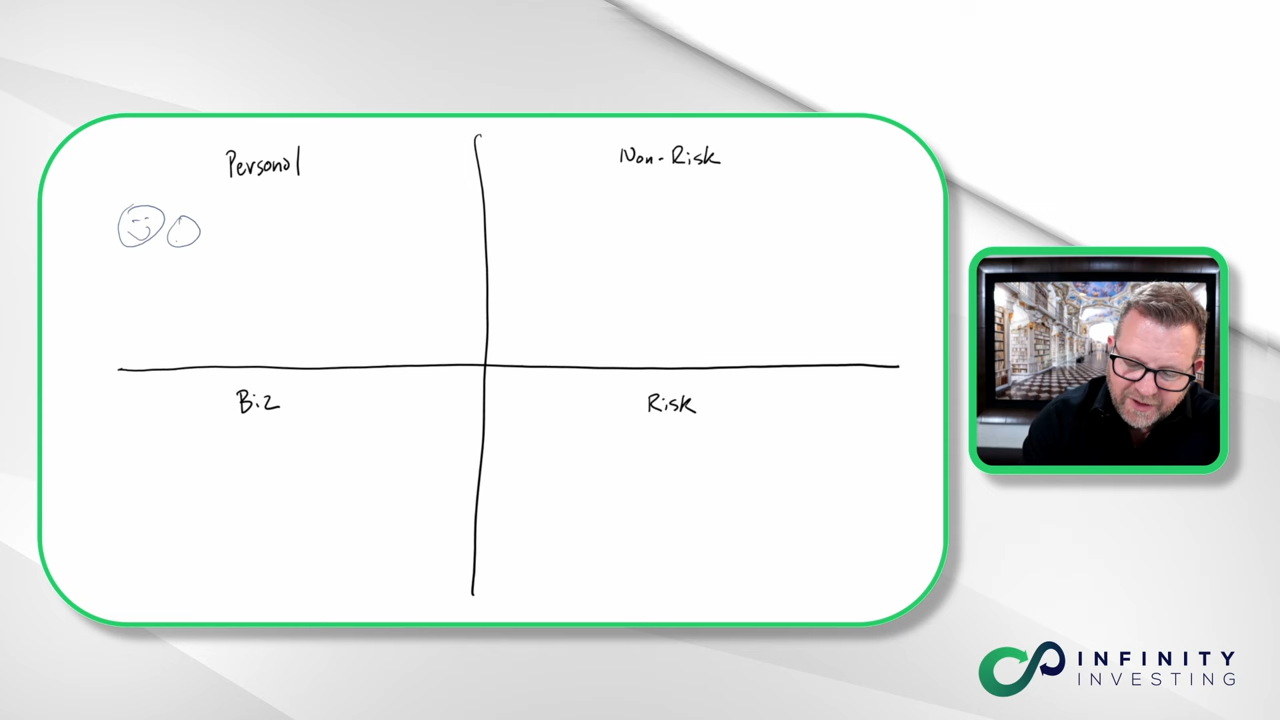 Personal
Non-Risk
Biz
Risk
INFINITY
INVESTING